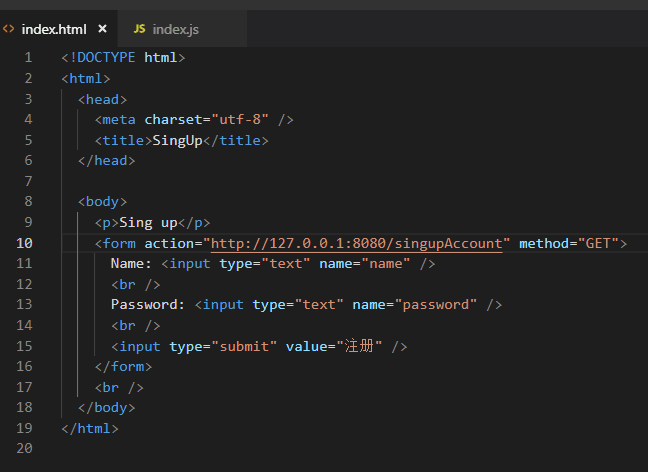 index.html × JS index.js
1 <!DOCTYPE html>
2 <html>
3 <head>
4 <meta charset="utf-8" />
5 <title>SingUp</title>
6 </head>
7
8 <body>
9 <p>Sing up</p>
10 <form action="http://127.0.0.1:8080/singupAccount" method="GET">
11 Name: <input type="text" name="name" />
12 <br />
13 Password: <input type="text" name="password" />
14 <br />
15 <input type="submit" value="注册" />
16 </form>
17 <br />
18 </body>
19 </html>
20